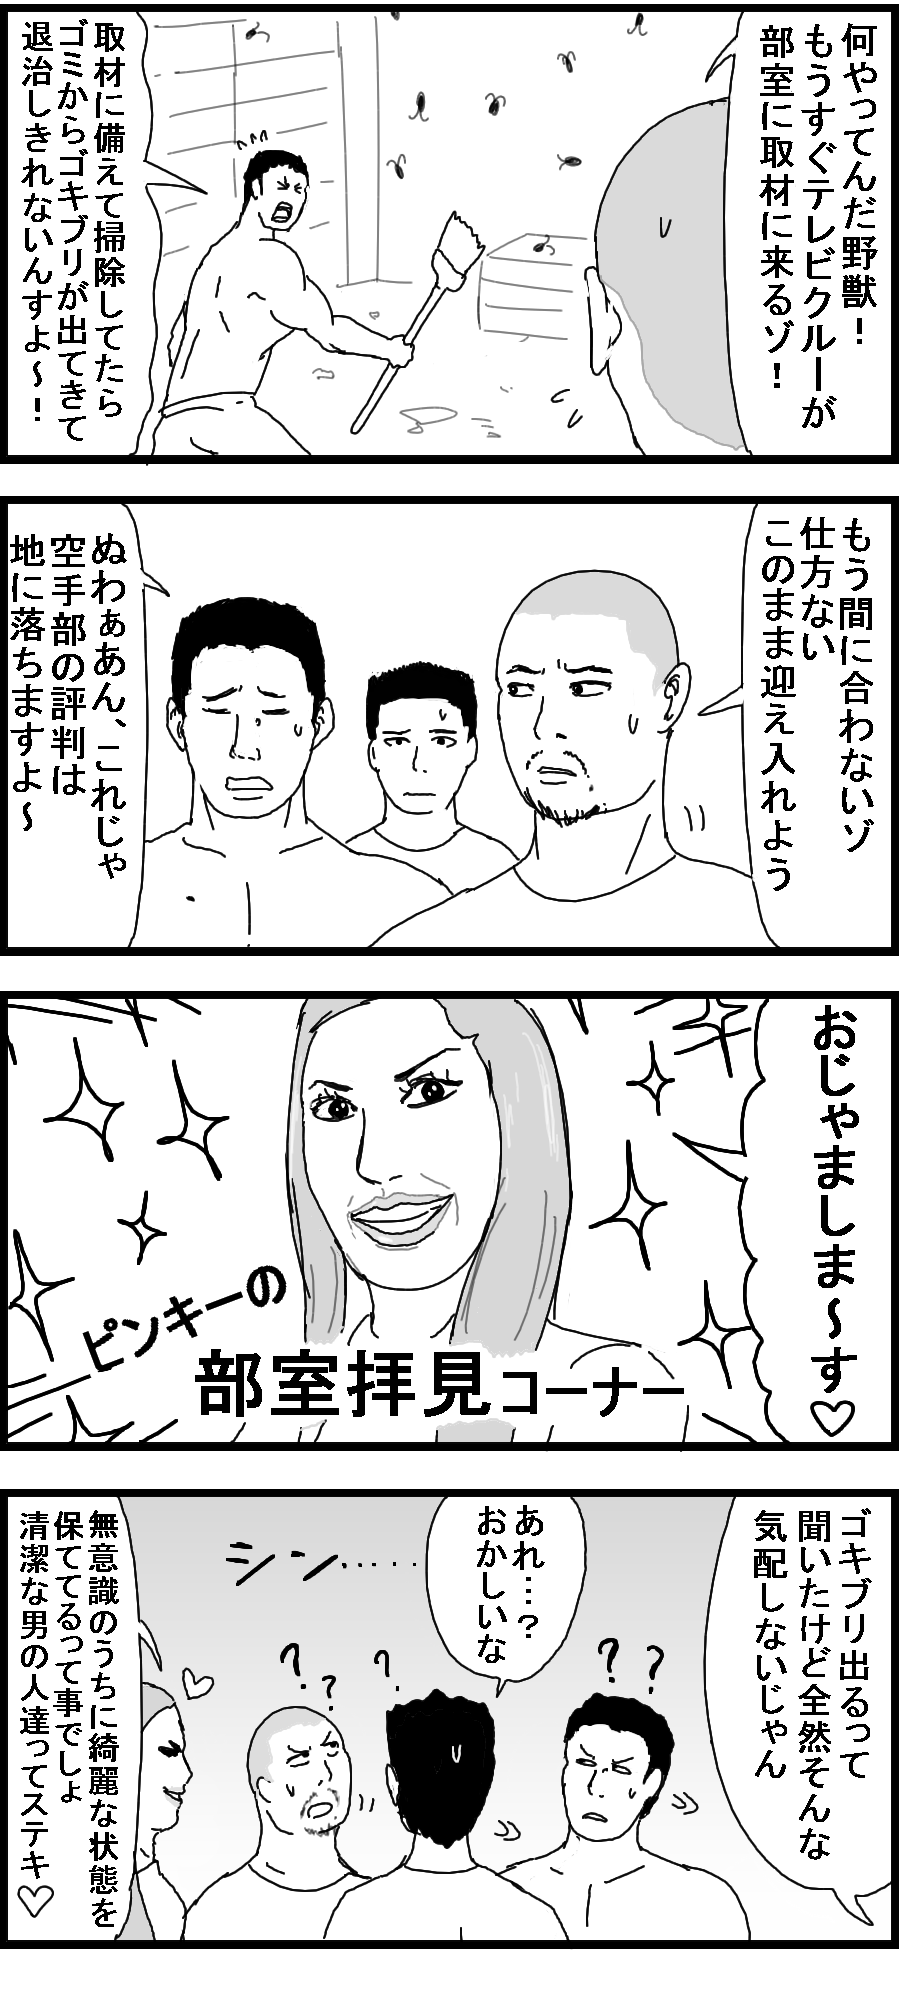 何やってんだ野獣！
もうすぐテレビクルーが
部室に取材に来るゾ！
取材に備えて掃除してたら
ゴミからゴキブリが出てきて
退治しきれないんすよ～！
もう間に合わないゾ
仕方ない
このまま迎え入れよう
ぬわぁあん、これじゃ
空手部の評判は
地に落ちますよ～
おじゃましま～す♡
ピンキーの
部室拝見コーナー
ゴキブリ出るって
聞いたけど全然そんな
気配しないじゃん
あれ…？
おかしいな
シーン……
? ? ? ? ?
無意識のうちに綺麗な状態を
保ててるって事でしょ
清潔な男の人達ってステキ♡